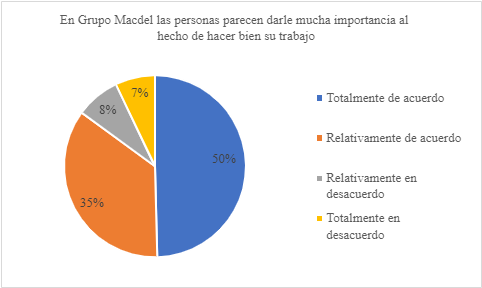 En Grupo Macdel las personas parecen darle mucha importancia al
hecho de hacer bien su trabajo
7%
8%
50%
35%
Totalmente de acuerdo
Relativamente de acuerdo
Relativamente en
desacuerdo
Totalmente en
desacuerdo